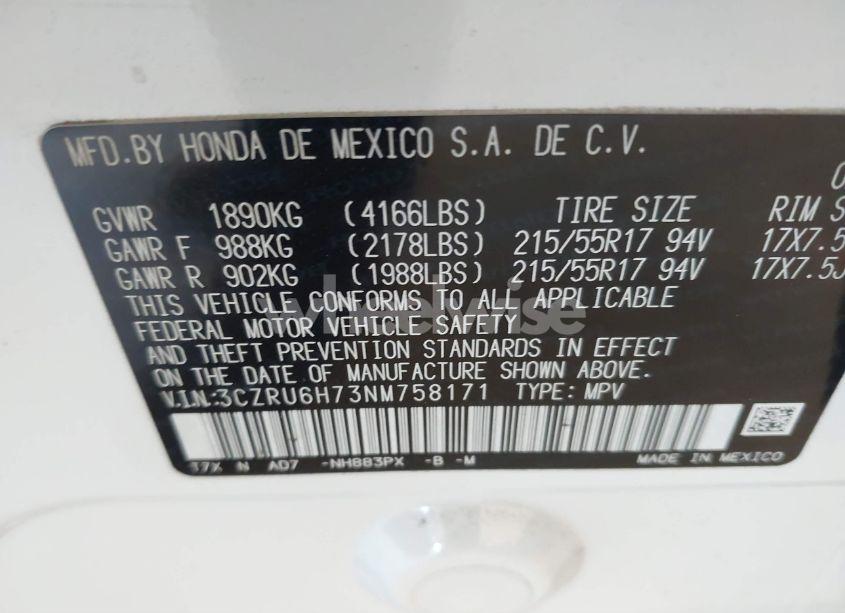 MFD.BY HONDA DE MEXICO S.A. DE C.V.
GVWR 1890KG (4166LBS) TIRE SIZE RIM S
GAWR F 988KG (2178LBS) 215/55R17 94V 17X7.5
GAWR R 902KG (1988LBS) 215/55R17 94V 17X7.5J
THIS VEHICLE CONFORMS TO ALL APPLICABLE
FEDERAL MOTOR VEHICLE SAFETY
AND THEFT PREVENTION STANDARDS IN EFFECT
ON THE DATE OF MANUFACTURE SHOWN ABOVE.
V.I.N.:3CZRU6H73NM758171 TYPE: MPV
17X N AD7 -NH883PX -B -M MADE IN MEXICO